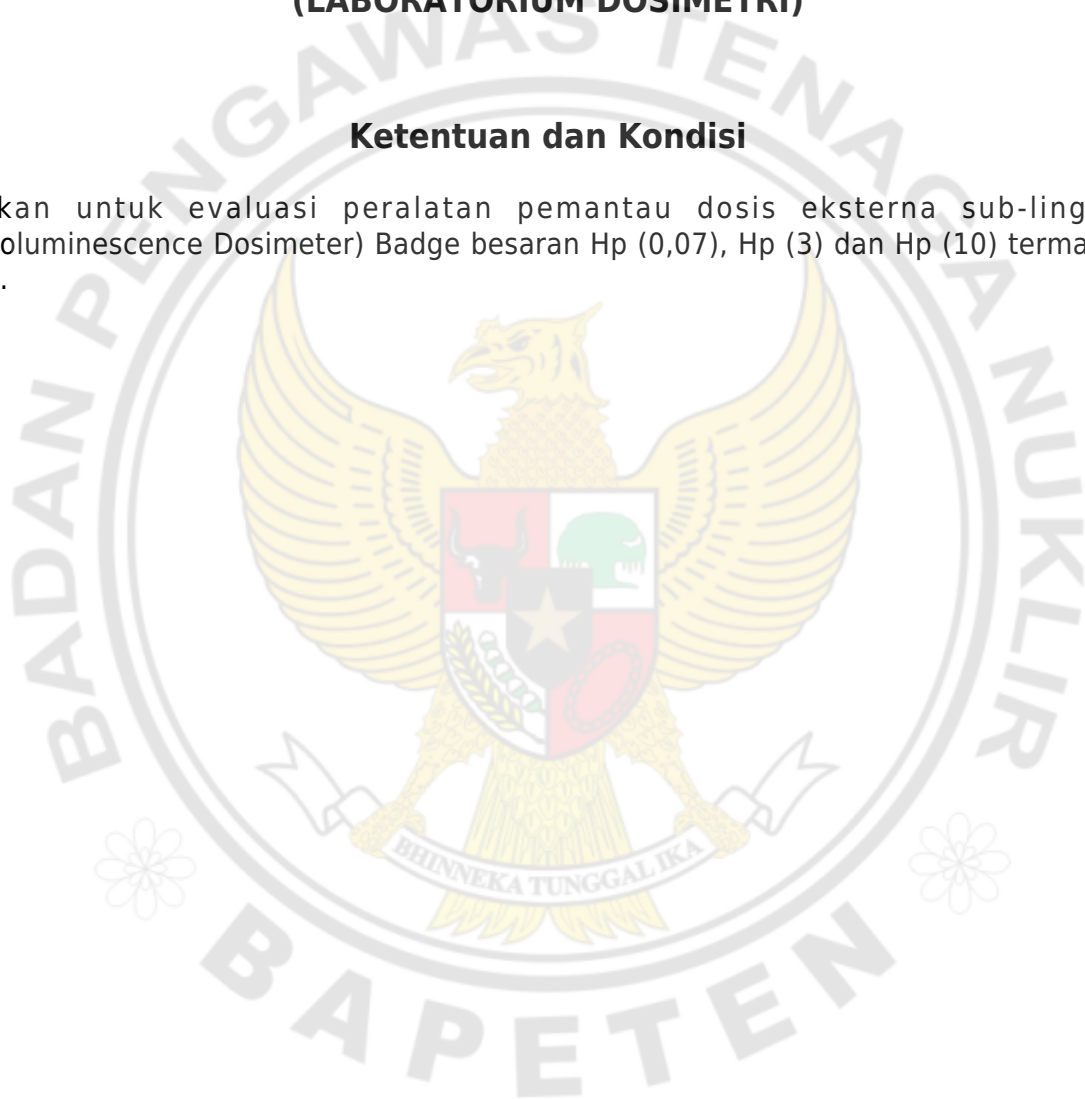 (LABORATORIUM DOSIMETRI)
Ketentuan dan Kondisi
kan untuk evaluasi peralatan pemantau dosis eksterna sub-ling
oluminescence Dosimeter) Badge besaran Hp (0,07), Hp (3) dan Hp (10) terma
.
BADAN PENGAWAS TENAGA NUKLIR
BHINNEKA TUNGGAL IKA
BAPETEN